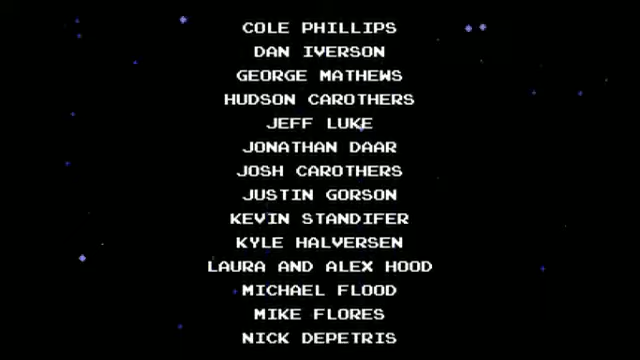 COLE PHILLIPS
DAN IVERSON
GEORGE MATHEWS
HUDSON CAROTHERS
JEFF LUKE
JONATHAN DAAR
JOSH CAROTHERS
JUSTIN GORSON
KEVIN STANDIFER
KYLE HALVERSEN
LAURA AND ALEX HOOD
MICHAEL FLOOD
MIKE FLORES
NICK DEPETRIS